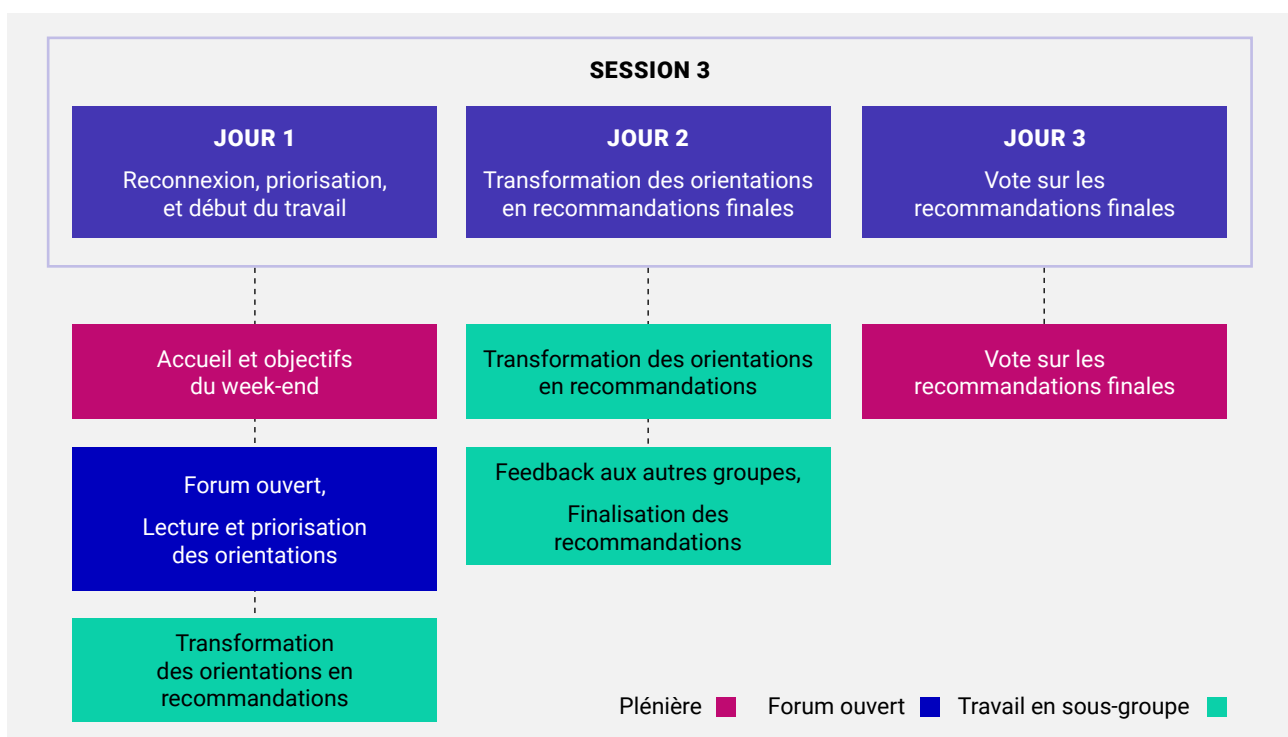 SESSION 3
JOUR 1
Reconnexion, priorisation,
et début du travail
JOUR 2
Transformation des orientations
en recommandations finales
JOUR 3
Vote sur les
recommandations finales
Accueil et objectifs
du week-end
Forum ouvert,
Lecture et priorisation
des orientations
Transformation
des orientations en
recommandations
Transformation des orientations
en recommandations
Feedback aux autres groupes,
Finalisation des
recommandations
Vote sur les
recommandations finales
Plénière
Forum ouvert
Travail en sous-groupe